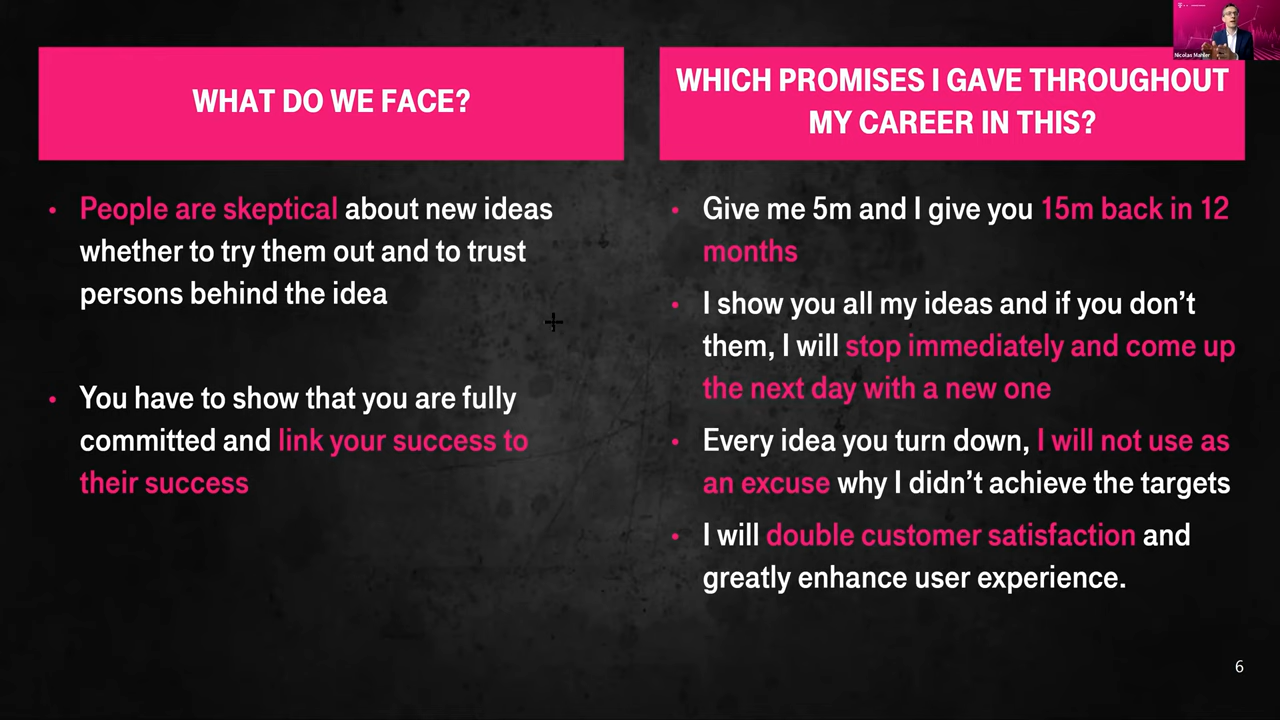 WHAT DO WE FACE?
People are skeptical about new ideas
whether to try them out and to trust
persons behind the idea
You have to show that you are fully
committed and link your success to
their success
WHICH PROMISES I GAVE THROUGHOUT
MY CAREER IN THIS?
Give me 5m and I give you 15m back in 12
months
I show you all my ideas and if you don’t
them, I will stop immediately and come up
the next day with a new one
Every idea you turn down, I will not use as
an excuse why I didn’t achieve the targets
I will double customer satisfaction and
greatly enhance user experience.
Nicolas Mahler
6